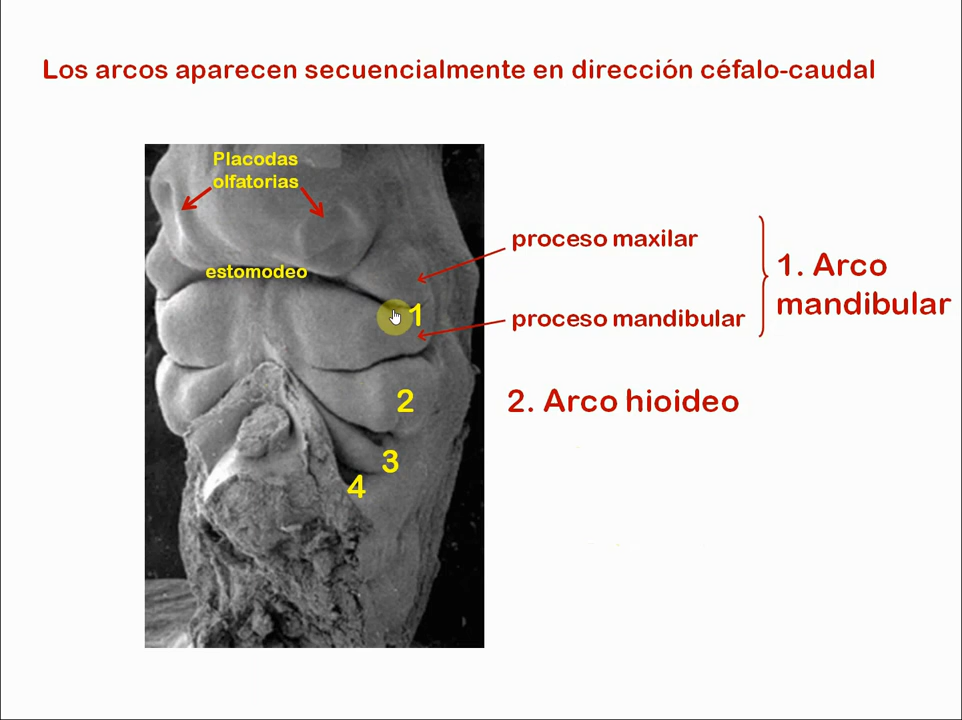 Los arcos aparecen secuencialmente en dirección céfalo-caudal
Placodas
olfatorias
estomodeo
proceso maxilar
1. Arco
mandibular
1
proceso mandibular
2
2. Arco hioideo
3
4